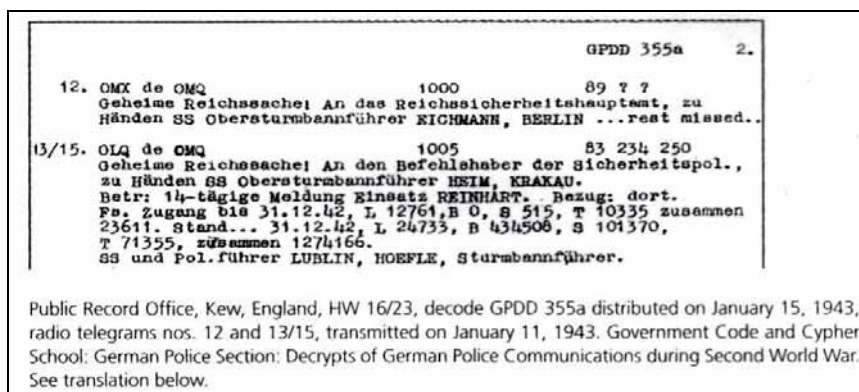 GPDD 355a 2.
12. OMX de OMQ 1000 89 ? ?
Geheime Reichssache! An das Reichssicherheitshauptamt, zu
Händen SS Obersturmbannführer EICHMANN, BERLIN ...rest missed..
13/15. OLQ de OMQ 1005 83 234 250
Geheime Reichssache! An den Befehlshaber der Sicherheitspol.,
zu Händen SS Obersturmbannführer HEIM, KRAKAU.
Betr: 14-tägige Meldung Einsatz REINHART. Bezug: dort.
Fs. Zugang bis 31.12.42, L 12761, B 0, S 515, T 10335 zusammen
23611. Stand... 31.12.42, L 24733, B 434508, S 101370,
T 71355, zusammen 1274166.
SS und Pol.führer LUBLIN, HOEFLE, Sturmbannführer.
Public Record Office, Kew, England, HW 16/23, decode GPDD 355a distributed on January 15, 1943,
radio telegrams nos. 12 and 13/15, transmitted on January 11, 1943. Government Code and Cypher
School: German Police Section: Decrypts of German Police Communications during Second World War.
See translation below.